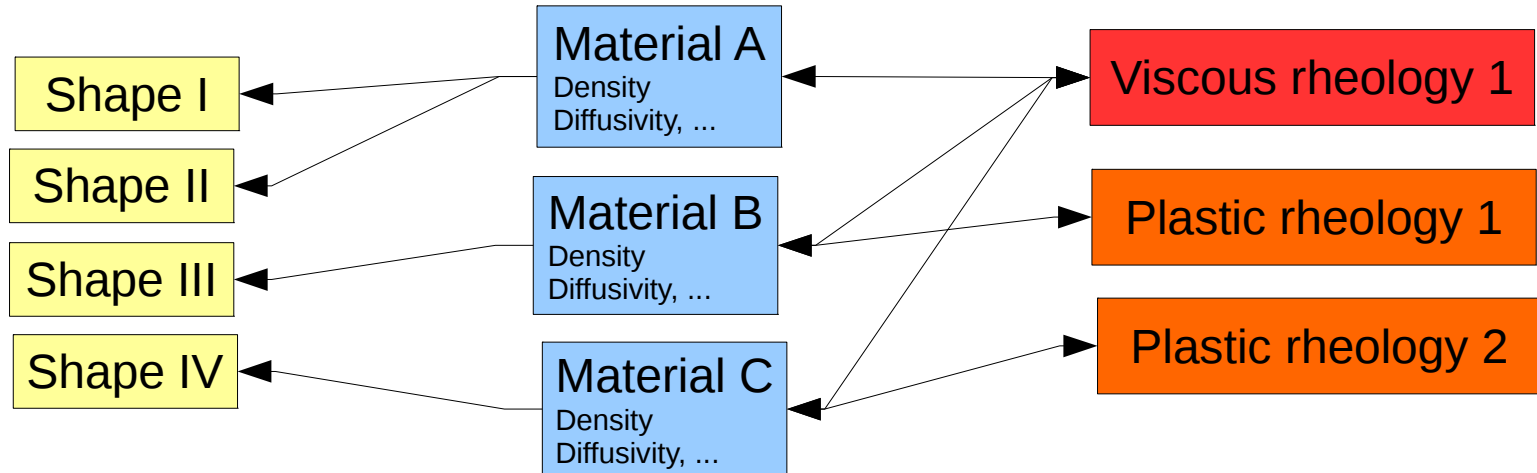 Shape I
Shape II
Shape III
Shape IV
Material A
Density
Diffusivity, ...
Material B
Density
Diffusivity, ...
Material C
Density
Diffusivity, ...
Viscous rheology 1
Plastic rheology 1
Plastic rheology 2